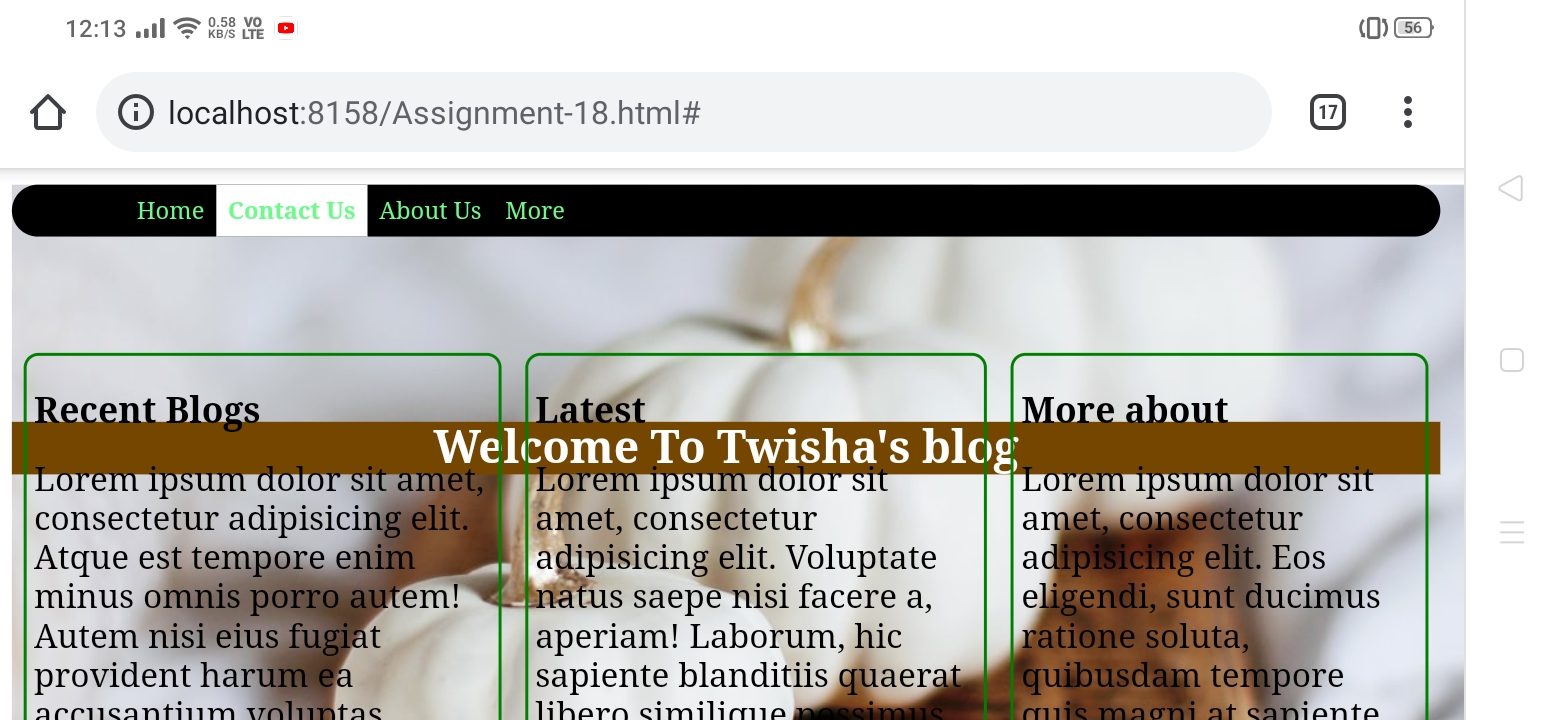 12:13 0.58 KB/S VO LTE 56
localhost:8158/Assignment-18.html# 17
Home Contact Us About Us More
Recent Blogs
Latest
More about
Welcome To Twisha's blog
Lorem ipsum dolor sit amet,
consectetur adipisicing elit.
Atque est tempore enim
minus omnis porro autem!
Autem nisi eius fugiat
provident harum ea
accusantium voluptas
Lorem ipsum dolor sit
amet, consectetur
adipisicing elit. Voluptate
natus saepe nisi facere a,
aperiam! Laborum, hic
sapiente blanditiis quaerat
libero similique possimus
Lorem ipsum dolor sit
amet, consectetur
adipisicing elit. Eos
eligendi, sunt ducimus
ratione soluta,
quibusdam tempore
quis magni at sapiente